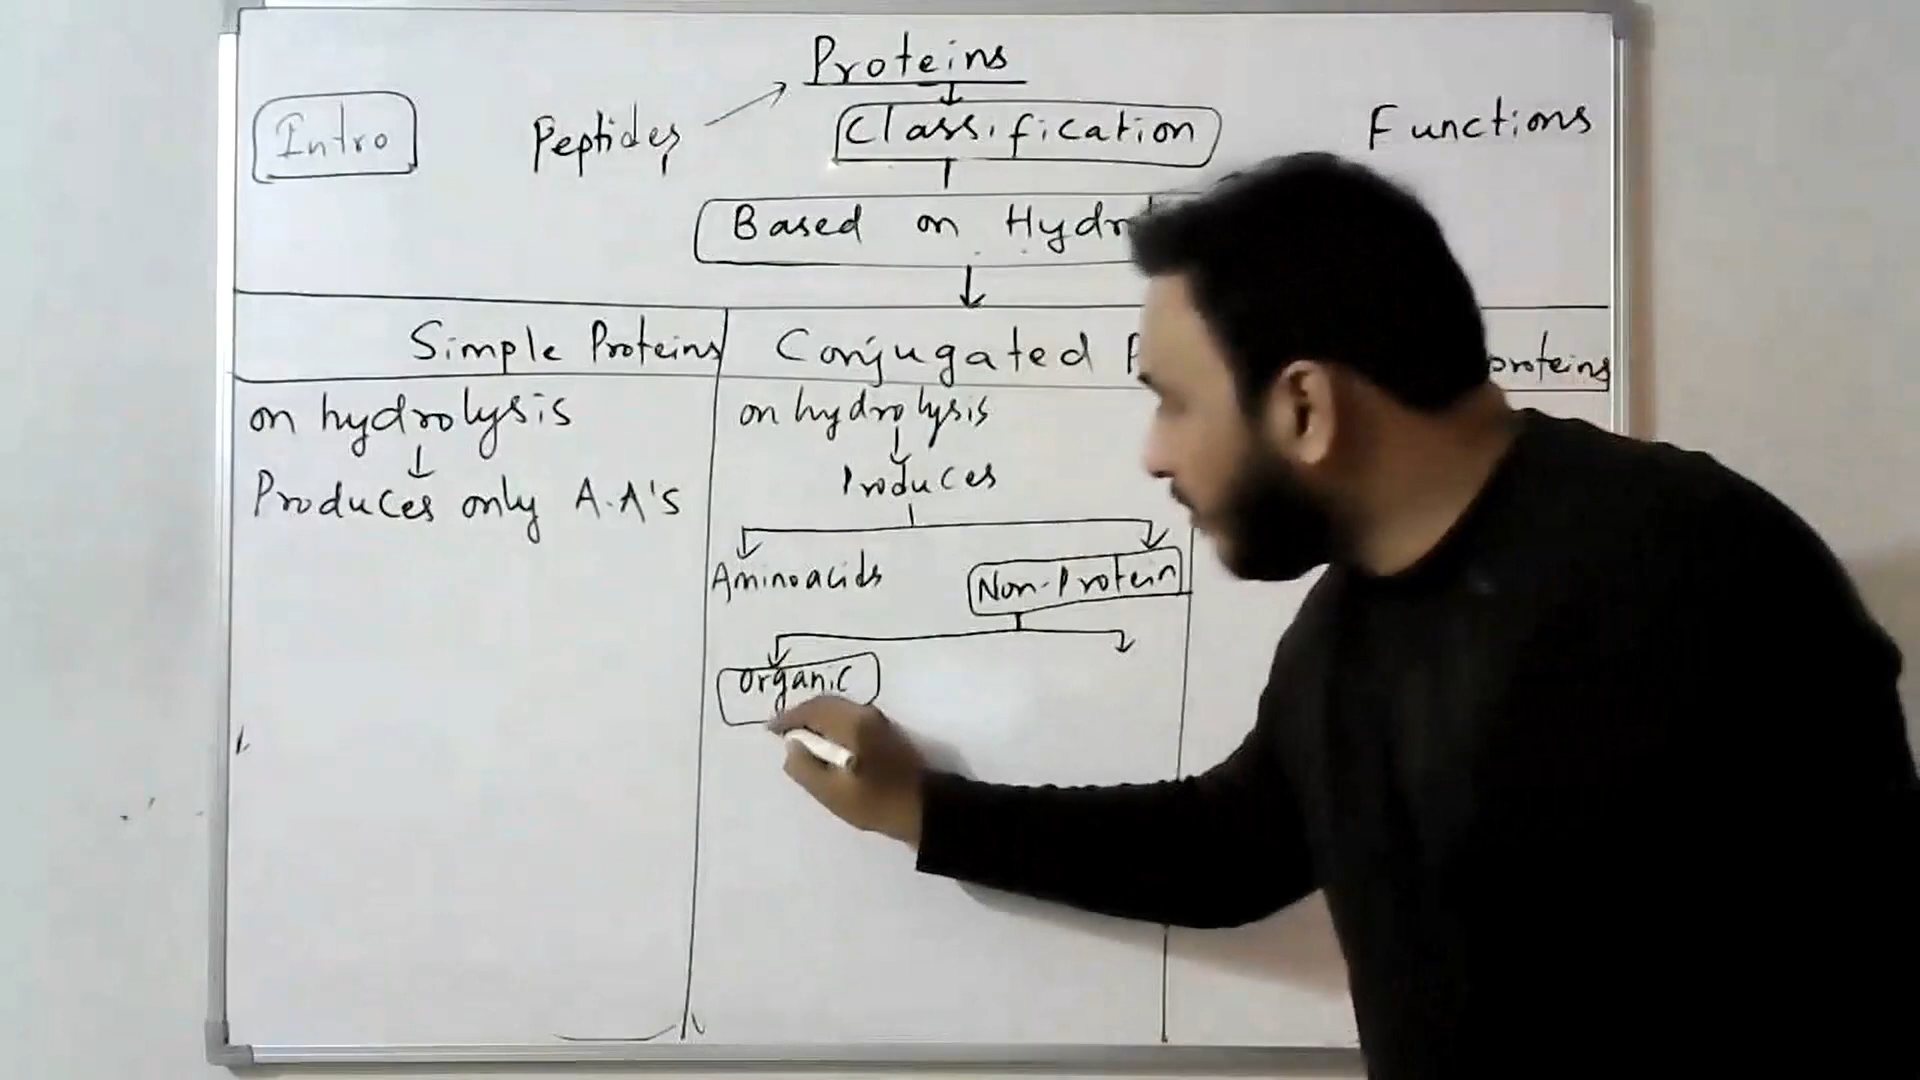 Proteins
Intro Peptides Classification Functions
Based on
Simple Proteins Conjugated proteins
on hydrolysis on hydrolysis
Produces only A.A's Produces
Aminoacids Non-Protein
Organic